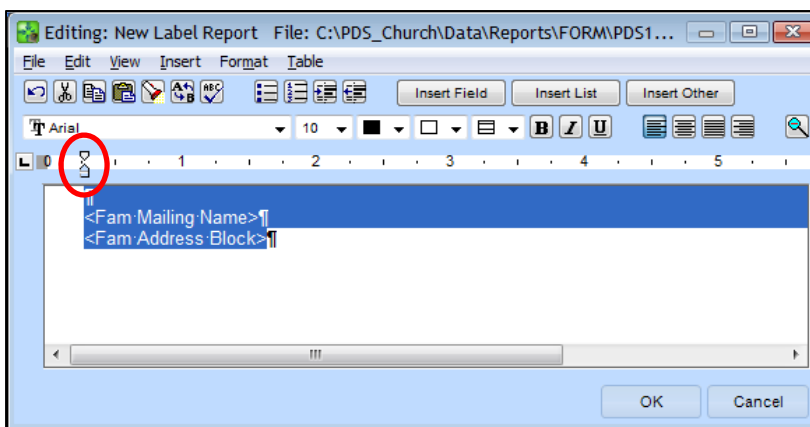 Editing: New Label Report File: C:\PDS_Church\Data\Reports\FORM\PDS1...
File Edit View Insert Format Table
Insert Field Insert List Insert Other
Arial 10 B I U
0 1 2 3 4 5
¶
<Fam·Mailing·Name>¶
<Fam·Address·Block>¶
OK Cancel